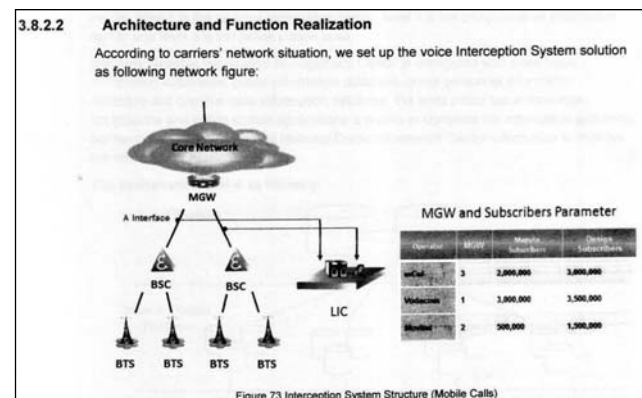 3.8.2.2 Architecture and Function Realization
According to carriers' network situation, we set up the voice Interception System solution
as following network figure:
Core Network
MGW
A Interface
BSC BSC
LIC
BTS BTS BTS BTS
MGW and Subscribers Parameter
Operator MGW Mobile Subscribers Design Subscribers
3 2,000,000 3,000,000
Vodacom 1 3,000,000 3,500,000
Movitel 2 500,000 1,500,000
Figure 73 Interception System Structure (Mobile Calls)